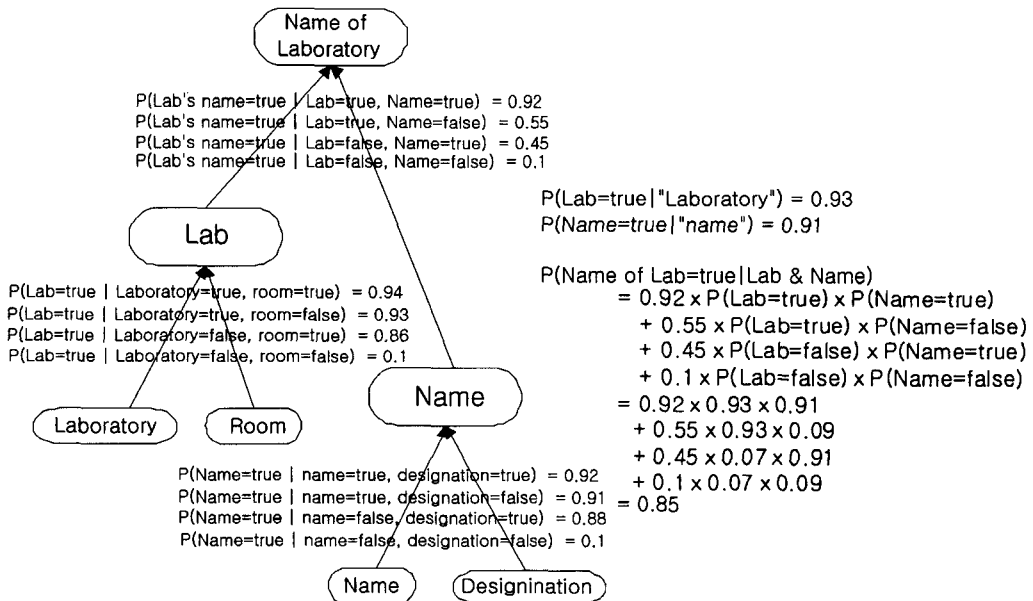 Name of
Laboratory
P(Lab's name=true | Lab=true, Name=true) = 0.92
P(Lab's name=true | Lab=true, Name=false) = 0.55
P(Lab's name=true | Lab=false, Name=true) = 0.45
P(Lab's name=true | Lab=false, Name=false) = 0.1
Lab
P(Lab=true | Laboratory=true, room=true) = 0.94
P(Lab=true | Laboratory=true, room=false) = 0.93
P(Lab=true | Laboratory=false, room=true) = 0.86
P(Lab=true | Laboratory=false, room=false) = 0.1
Laboratory
Room
Name
P(Name=true | name=true, designation=true) = 0.92
P(Name=true | name=true, designation=false) = 0.91
P(Name=true | name=false, designation=true) = 0.88
P(Name=true | name=false, designation=false) = 0.1
Name
Designination
P(Lab=true|"Laboratory") = 0.93
P(Name=true|"name") = 0.91
P(Name of Lab=true|Lab & Name)
= 0.92 x P(Lab=true) x P(Name=true)
+ 0.55 x P(Lab=true) x P(Name=false)
+ 0.45 x P(Lab=false) x P(Name=true)
+ 0.1 x P(Lab=false) x P(Name=false)
= 0.92 x 0.93 x 0.91
+ 0.55 x 0.93 x 0.09
+ 0.45 x 0.07 x 0.91
+ 0.1 x 0.07 x 0.09
= 0.85